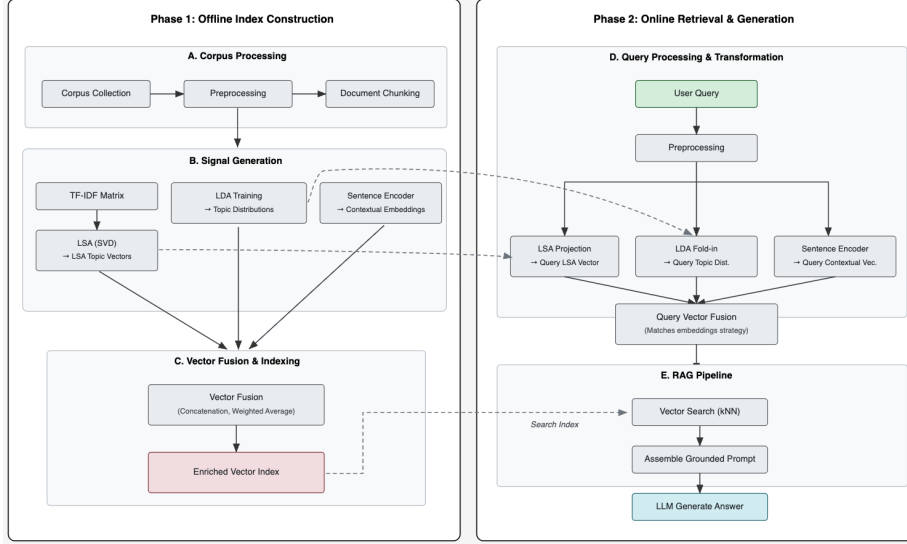 Phase 1: Offline Index Construction
A. Corpus Processing
Corpus Collection
Preprocessing
Document Chunking
B. Signal Generation
TF-IDF Matrix
LDA Training
→ Topic Distributions
Sentence Encoder
→ Contextual Embeddings
LSA (SVD)
→ LSA Topic Vectors
C. Vector Fusion & Indexing
Vector Fusion
(Concatenation, Weighted Average)
Enriched Vector Index
Phase 2: Online Retrieval & Generation
D. Query Processing & Transformation
User Query
Preprocessing
LSA Projection
→ Query LSA Vector
LDA Fold-in
→ Query Topic Dist.
Sentence Encoder
→ Query Contextual Vec.
Query Vector Fusion
(Matches embeddings strategy)
E. RAG Pipeline
Search Index
Vector Search (kNN)
Assemble Grounded Prompt
LLM Generate Answer